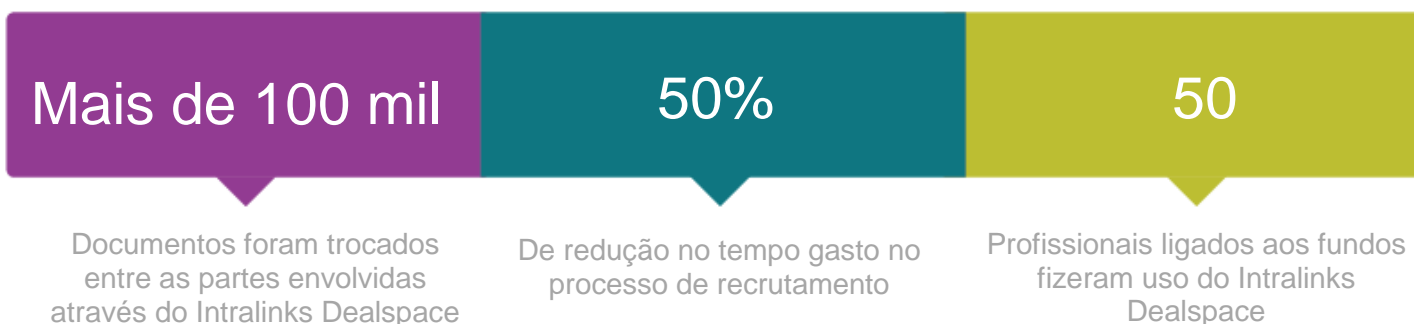 Mais de 100 mil
Documentos foram trocados
entre as partes envolvidas
através do Intralinks Dealspace
50%
De redução no tempo gasto no
processo de recrutamento
50
Profissionais ligados aos fundos
fizeram uso do Intralinks
Dealspace